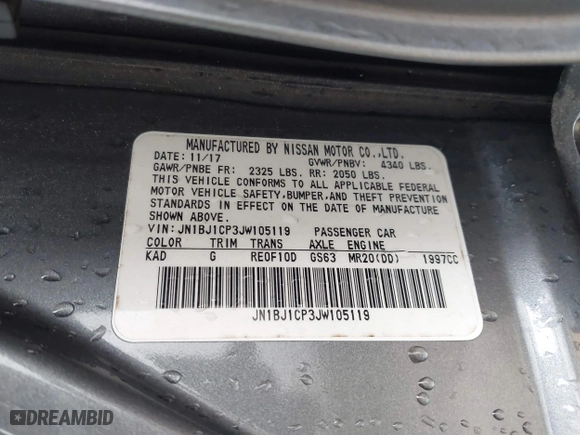 MANUFACTURED BY NISSAN MOTOR CO.,LTD.
DATE: 11/17 GVWR/PNBV: 4340 LBS.
GAWR/PNBE FR: 2325 LBS. RR: 2050 LBS.
THIS VEHICLE CONFORMS TO ALL APPLICABLE FEDERAL
MOTOR VEHICLE SAFETY,BUMPER,AND THEFT PREVENTION
STANDARDS IN EFFECT ON THE DATE OF MANUFACTURE
SHOWN ABOVE.
VIN: JN1BJ1CP3JW105119 PASSENGER CAR
COLOR TRIM TRANS AXLE ENGINE
KAD G RE0F10D GS63 MR20(DD) 1997CC
JN1BJ1CP3JW105119
DREAMBID